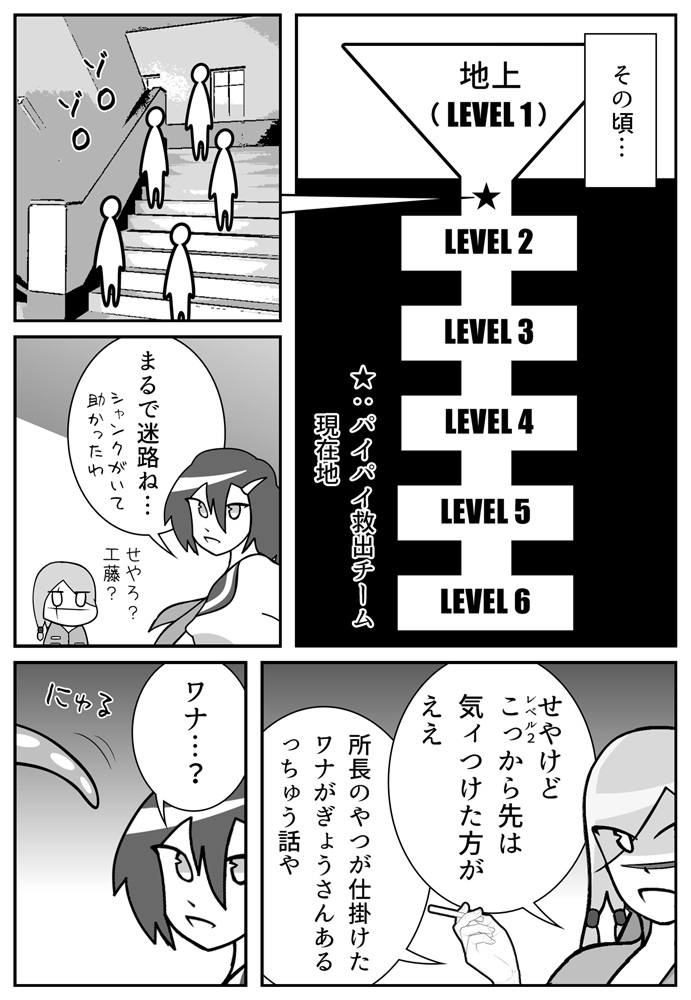 その頃…
地上
(LEVEL 1)
★
LEVEL 2
LEVEL 3
LEVEL 4
LEVEL 5
LEVEL 6
★：パイパイ救出チーム
現在地
ゾロ
ゾロ
まるで迷路ね…
シャンクがいて
助かったわ
せやろ？
工藤？
せやけど
こっから先は
レベル2
気ィつけた方が
ええ
所長のやつが仕掛けた
ワナがぎょうさんある
っちゅう話や
ワナ…？
にゅる